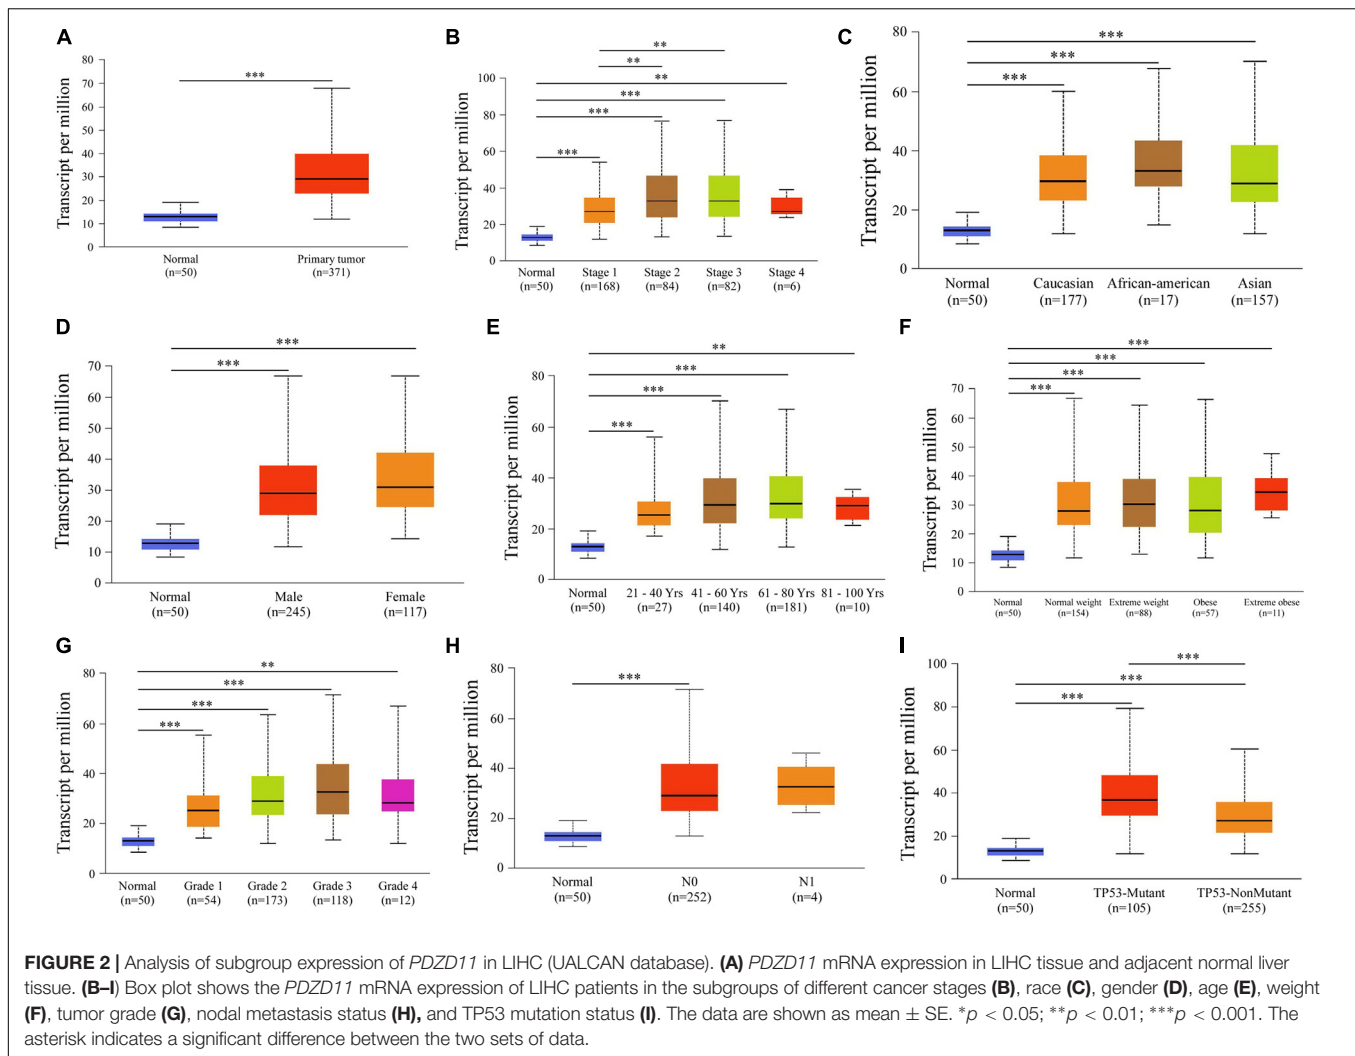 A
Transcript per million
80
70
60
50
40
30
20
10
0
***
Normal
(n=50)
Primary tumor
(n=371)
B
Transcript per million
100
80
60
40
20
0
**
**
**
***
***
***
Normal
(n=50)
Stage 1
(n=168)
Stage 2
(n=84)
Stage 3
(n=82)
Stage 4
(n=6)
C
Transcript per million
80
60
40
20
0
***
***
***
Normal
(n=50)
Caucasian
(n=177)
African-american
(n=17)
Asian
(n=157)
D
Transcript per million
70
60
50
40
30
20
10
0
***
***
Normal
(n=50)
Male
(n=245)
Female
(n=117)
E
Transcript per million
80
60
40
20
0
**
***
***
***
Normal
(n=50)
21 - 40 Yrs
(n=27)
41 - 60 Yrs
(n=140)
61 - 80 Yrs
(n=181)
81 - 100 Yrs
(n=10)
F
Transcript per million
70
60
50
40
30
20
10
0
***
***
***
***
Normal
(n=50)
Normal weight
(n=154)
Extreme weight
(n=88)
Obese
(n=57)
Extreme obese
(n=11)
G
Transcript per million
80
60
40
20
0
**
***
***
***
Normal
(n=50)
Grade 1
(n=54)
Grade 2
(n=173)
Grade 3
(n=118)
Grade 4
(n=12)
H
Transcript per million
80
60
40
20
0
***
Normal
(n=50)
N0
(n=252)
N1
(n=4)
I
Transcript per million
100
80
60
40
20
0
***
***
***
Normal
(n=50)
TP53-Mutant
(n=105)
TP53-NonMutant
(n=255)
FIGURE 2 | Analysis of subgroup expression of PDZD11 in LIHC (UALCAN database). (A) PDZD11 mRNA expression in LIHC tissue and adjacent normal liver
tissue. (B–I) Box plot shows the PDZD11 mRNA expression of LIHC patients in the subgroups of different cancer stages (B), race (C), gender (D), age (E), weight
(F), tumor grade (G), nodal metastasis status (H), and TP53 mutation status (I). The data are shown as mean ± SE. *p < 0.05; **p < 0.01; ***p < 0.001. The
asterisk indicates a significant difference between the two sets of data.